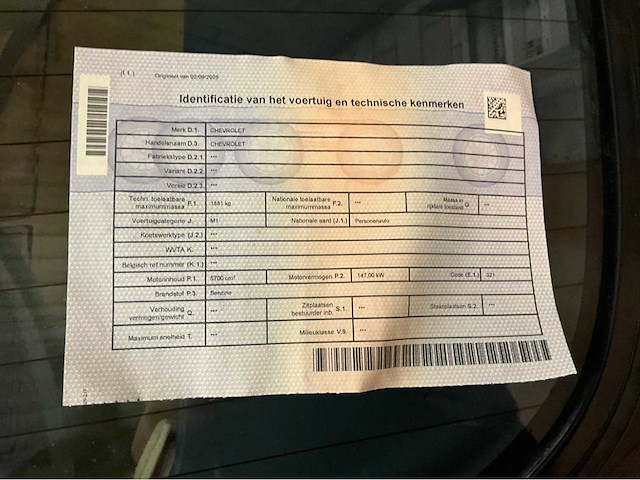 (I.1.) Origineel van 02/09/2025
Identificatie van het voertuig en technische kenmerken
Merk D.1. CHEVROLET
Handelsnaam D.3. CHEVROLET
Fabriekstype D.2.1. ***
Variant D.2.2. ***
Versie D.2.3. ***
Techn. toelaatbare maximummassa F.1. 1881 kg Nationale toelaatbare maximummassa F.2. *** Massa in rijklare toestand G. ***
Voertuigcategorie J. M1 Nationale aard (J.1.) Personenauto
Koetswerktype (J.2.) ***
WVTA K. ***
Belgisch ref.nummer (K.1.) ***
Motorinhoud P.1. 5700 cm³ Motorvermogen P.2. 147,00 kW Code (E.1.) 321
Brandstof P.3. Benzine
Verhouding vermogen/gewicht Q. *** Zitplaatsen bestuurder inb. S.1. *** Staanplaatsen S.2. ***
Maximum snelheid T. *** Milieuklasse V.9. ***